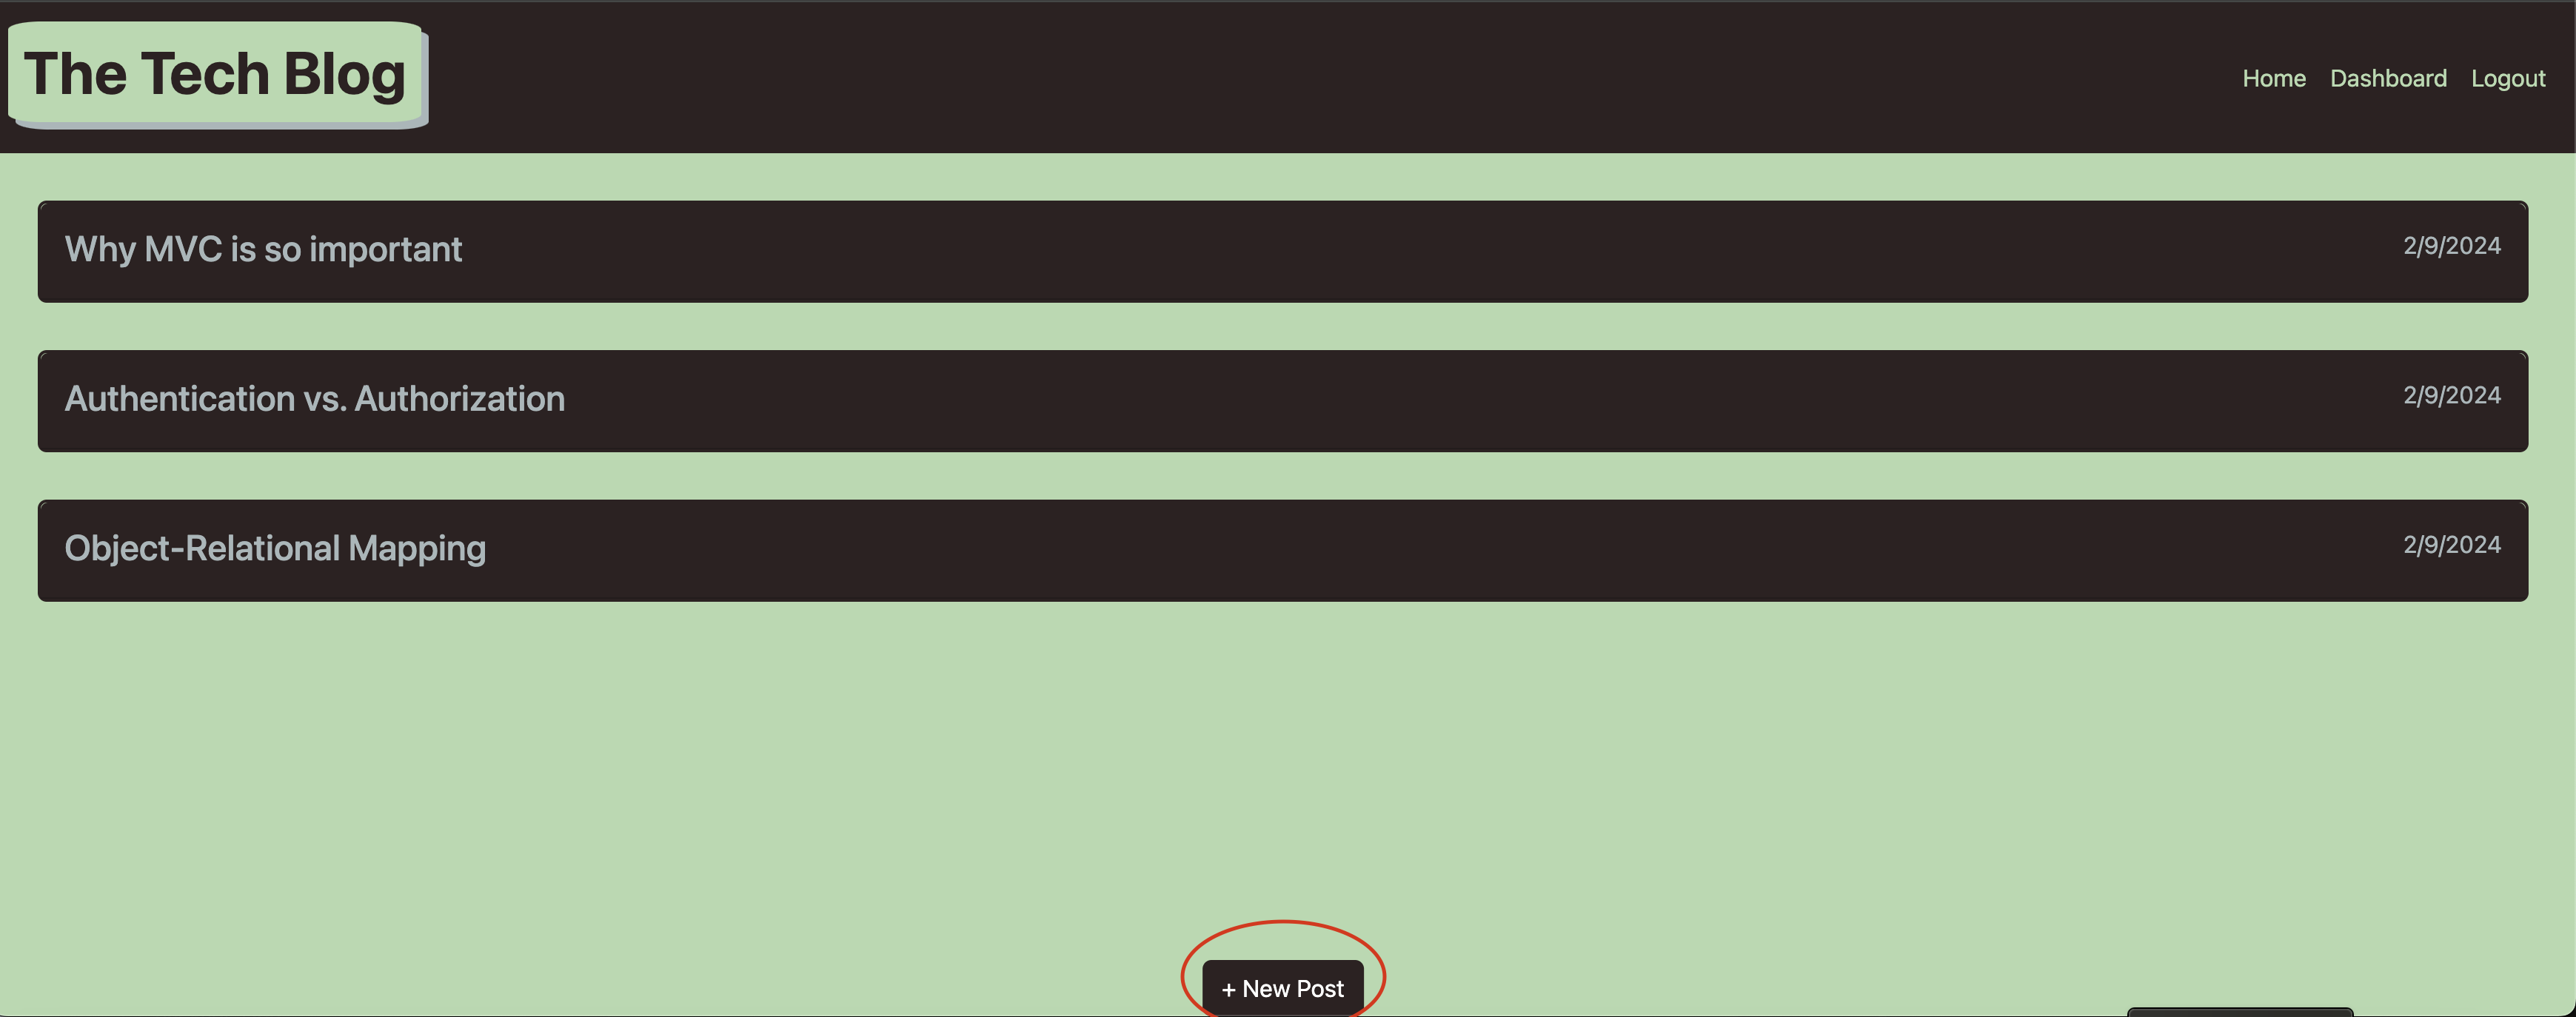 The Tech Blog
Home Dashboard Logout
Why MVC is so important 2/9/2024
Authentication vs. Authorization 2/9/2024
Object-Relational Mapping 2/9/2024
+ New Post